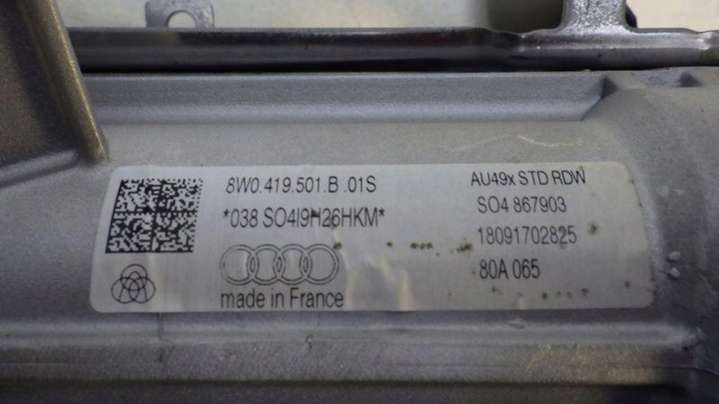 8W0.419.501.B .01S
*038 SO4I9H26HKM*
made in France
AU49x STD RDW
SO4 867903
18091702825
80A 065